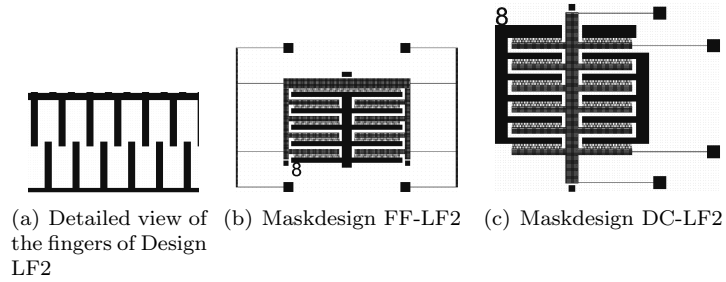 8
8
(a) Detailed view of
the fingers of Design
LF2
(b) Maskdesign FF-LF2
(c) Maskdesign DC-LF2